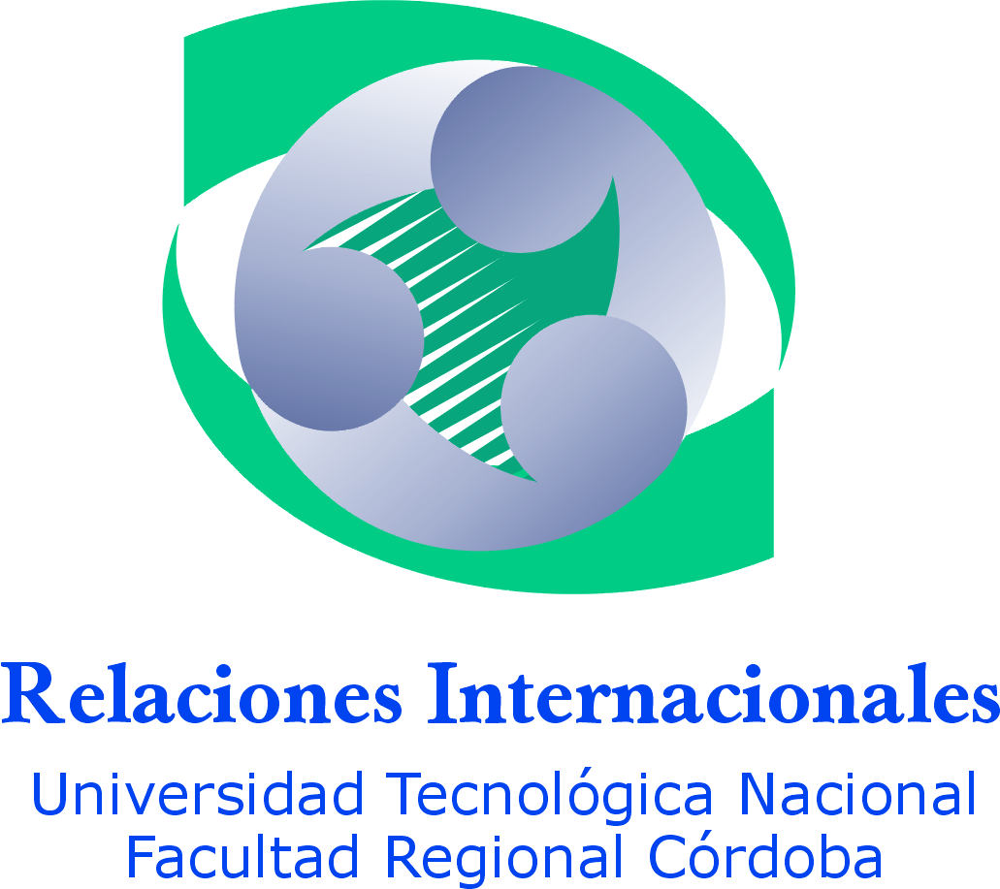 Relaciones Internacionales
Universidad Tecnológica Nacional
Facultad Regional Córdoba